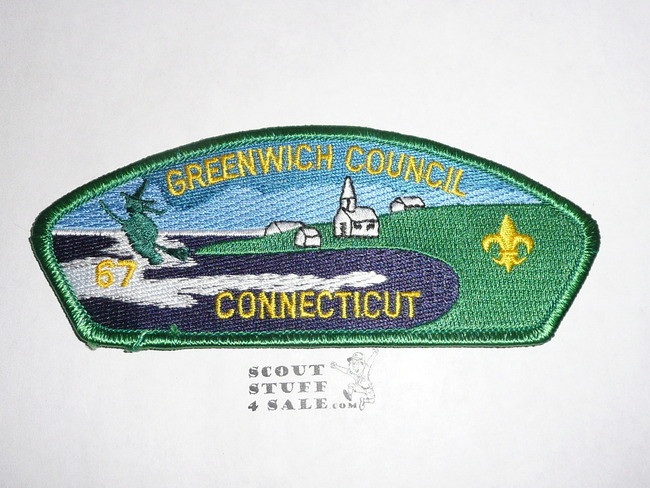 GREENWICH COUNCIL
67
CONNECTICUT
SCOUT
STUFF
4 SALE.COM